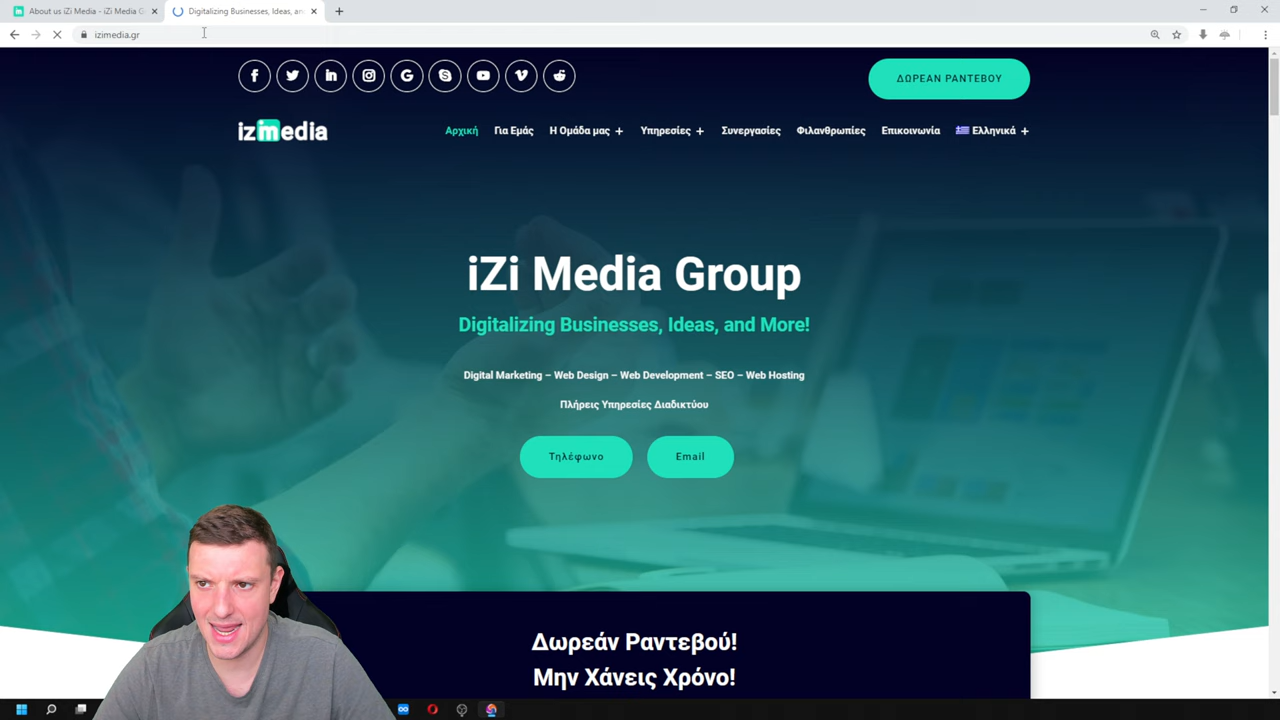 About us iZi Media - iZi Media G
Digitalizing Businesses, Ideas, an
izimedia.gr
ΔΩΡΕΑΝ ΡΑΝΤΕΒΟΥ
izimedia
Αρχική Για Εμάς Η Ομάδα μας + Υπηρεσίες + Συνεργασίες Φιλανθρωπίες Επικοινωνία Ελληνικά +
iZi Media Group
Digitalizing Businesses, Ideas, and More!
Digital Marketing – Web Design – Web Development – SEO – Web Hosting
Πλήρεις Υπηρεσίες Διαδικτύου
Τηλέφωνο Email
Δωρεάν Ραντεβού!
Μην Χάνεις Χρόνο!